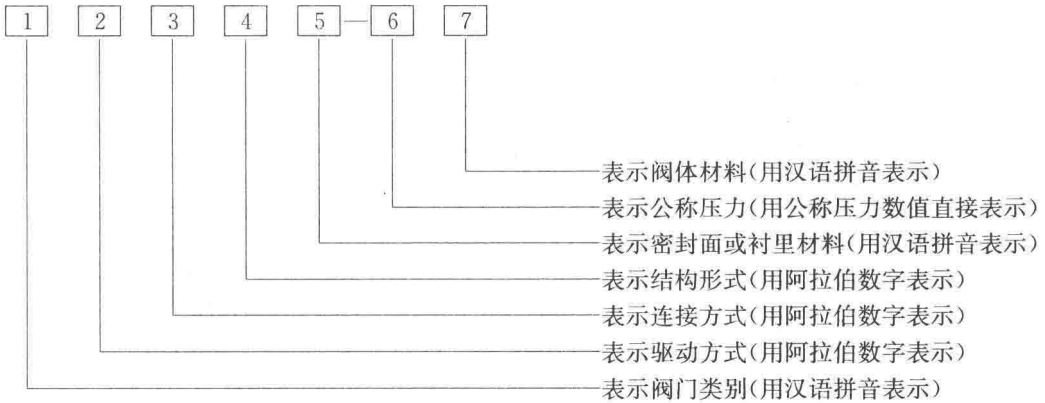 1 2 3 4 5—6 7
表示阀体材料(用汉语拼音表示)
表示公称压力(用公称压力数值直接表示)
表示密封面或衬里材料(用汉语拼音表示)
表示结构形式(用阿拉伯数字表示)
表示连接方式(用阿拉伯数字表示)
表示驱动方式(用阿拉伯数字表示)
表示阀门类别(用汉语拼音表示)